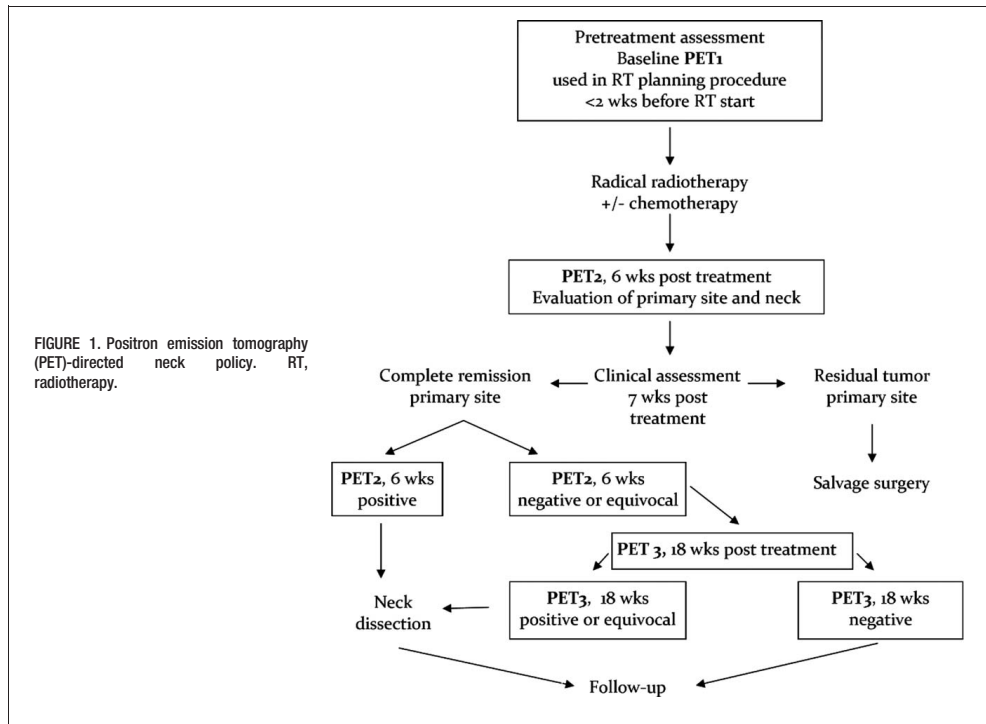 Pretreatment assessment
Baseline PET1
used in RT planning procedure
<2 wks before RT start
Radical radiotherapy
+/- chemotherapy
PET2, 6 wks post treatment
Evaluation of primary site and neck
FIGURE 1. Positron emission tomography
(PET)-directed neck policy. RT,
radiotherapy.
Complete remission
primary site
Clinical assessment
7 wks post
treatment
Residual tumor
primary site
PET2, 6 wks
positive
PET2, 6 wks
negative or equivocal
Salvage surgery
PET 3, 18 wks post treatment
Neck
dissection
PET3, 18 wks
positive or equivocal
PET3, 18 wks
negative
Follow-up